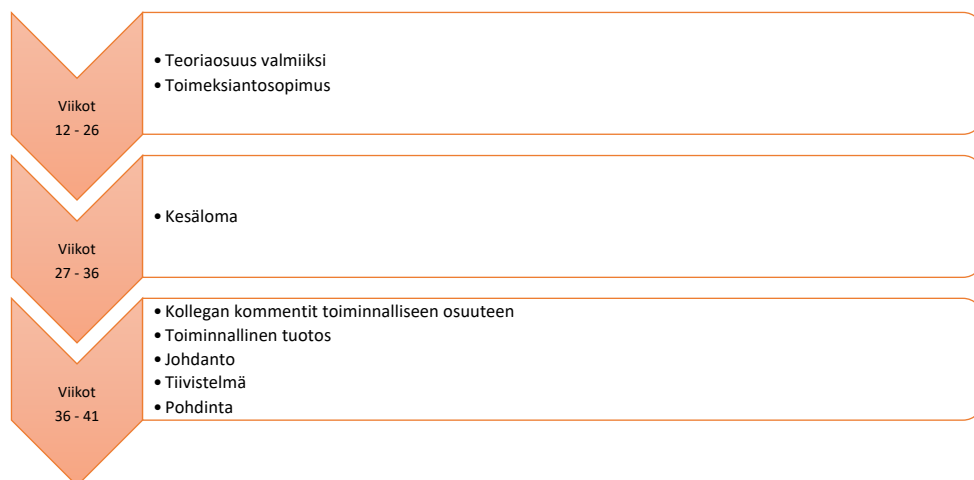 Viikot
12 - 26
• Teoriaosuus valmiiksi
• Toimeksiantosopimus
Viikot
27 - 36
• Kesäloma
Viikot
36 - 41
• Kollegan kommentit toiminnalliseen osuuteen
• Toiminnallinen tuotos
• Johdanto
• Tiivistelmä
• Pohdinta